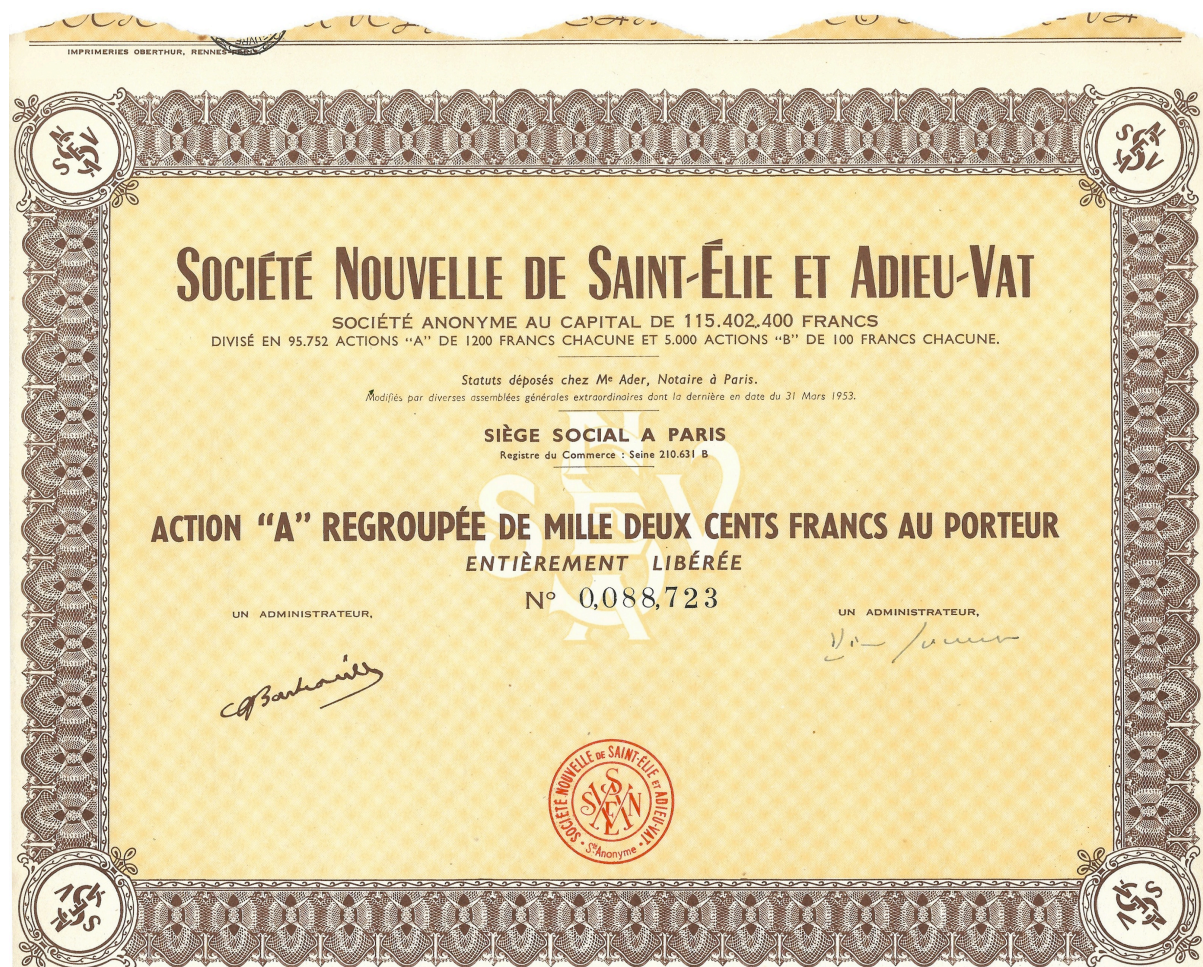 IMPRIMERIES OBERTHUR, RENNES-PARIS
SOCIÉTÉ NOUVELLE DE SAINT-ÉLIE ET ADIEU-VAT
SOCIÉTÉ ANONYME AU CAPITAL DE 115.402.400 FRANCS
DIVISÉ EN 95.752 ACTIONS “A” DE 1200 FRANCS CHACUNE ET 5.000 ACTIONS “B” DE 100 FRANCS CHACUNE.
Statuts déposés chez Me Ader, Notaire à Paris.
Modifiés par diverses assemblées générales extraordinaires dont la dernière en date du 31 Mars 1953.
SIÈGE SOCIAL A PARIS
Registre du Commerce : Seine 210.631 B
ACTION “A” REGROUPÉE DE MILLE DEUX CENTS FRANCS AU PORTEUR
ENTIÈREMENT LIBÉRÉE
N° 0,088,723
UN ADMINISTRATEUR,
UN ADMINISTRATEUR,
SOCIÉTÉ NOUVELLE DE SAINT-ÉLIE ET ADIEU-VAT
Sté Anonyme